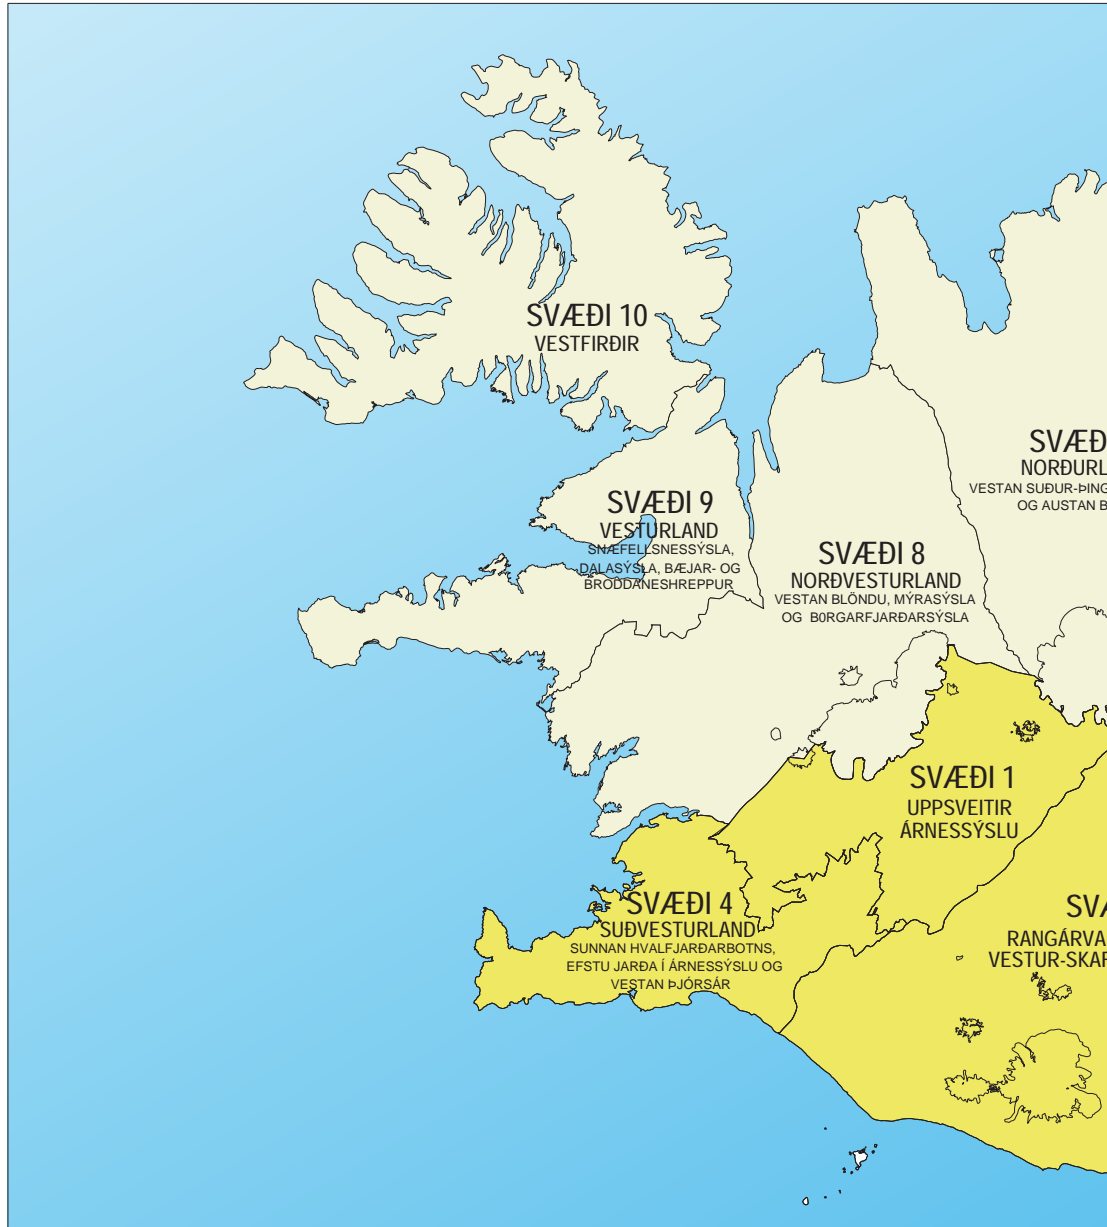 SVÆÐI 10
VESTFIRÐIR
SVÆÐ
NORÐURL
VESTAN SUÐUR-ÞING
OG AUSTAN B
SVÆÐI 9
VESTURLAND
SNÆFELLSNESSÝSLA,
DALASÝSLA, BÆJAR- OG
BRODDANESHREPPUR
SVÆÐI 8
NORÐVESTURLAND
VESTAN BLÖNDU, MÝRASÝSLA
OG B0RGARFJARÐARSÝSLA
SVÆÐI 1
UPPSVEITIR
ÁRNESSÝSLU
SVÆÐI 4
SUÐVESTURLAND
SUNNAN HVALFJARÐARBOTNS,
EFSTU JARÐA Í ÁRNESSÝSLU OG
VESTAN ÞJÓRSÁR
SVÆ
RANGÁRVA
VESTUR-SKAF